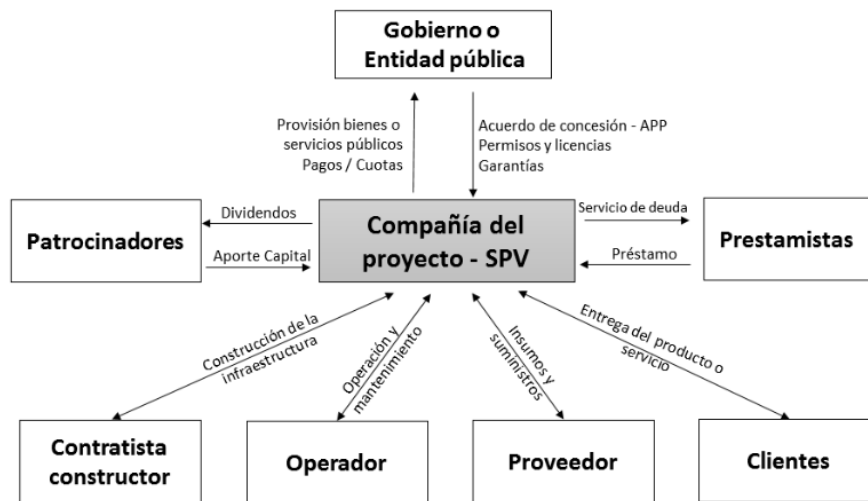 Gobierno o
Entidad pública
Provisión bienes o
servicios públicos
Pagos / Cuotas
Acuerdo de concesión - APP
Permisos y licencias
Garantías
Patrocinadores
Dividendos
Aporte Capital
Compañía del
proyecto - SPV
Servicio de deuda
Préstamo
Prestamistas
Construcción de la
infraestructura
Operación y
mantenimiento
Insumos y
suministros
Entrega del producto o
servicio
Contratista
constructor
Operador
Proveedor
Clientes